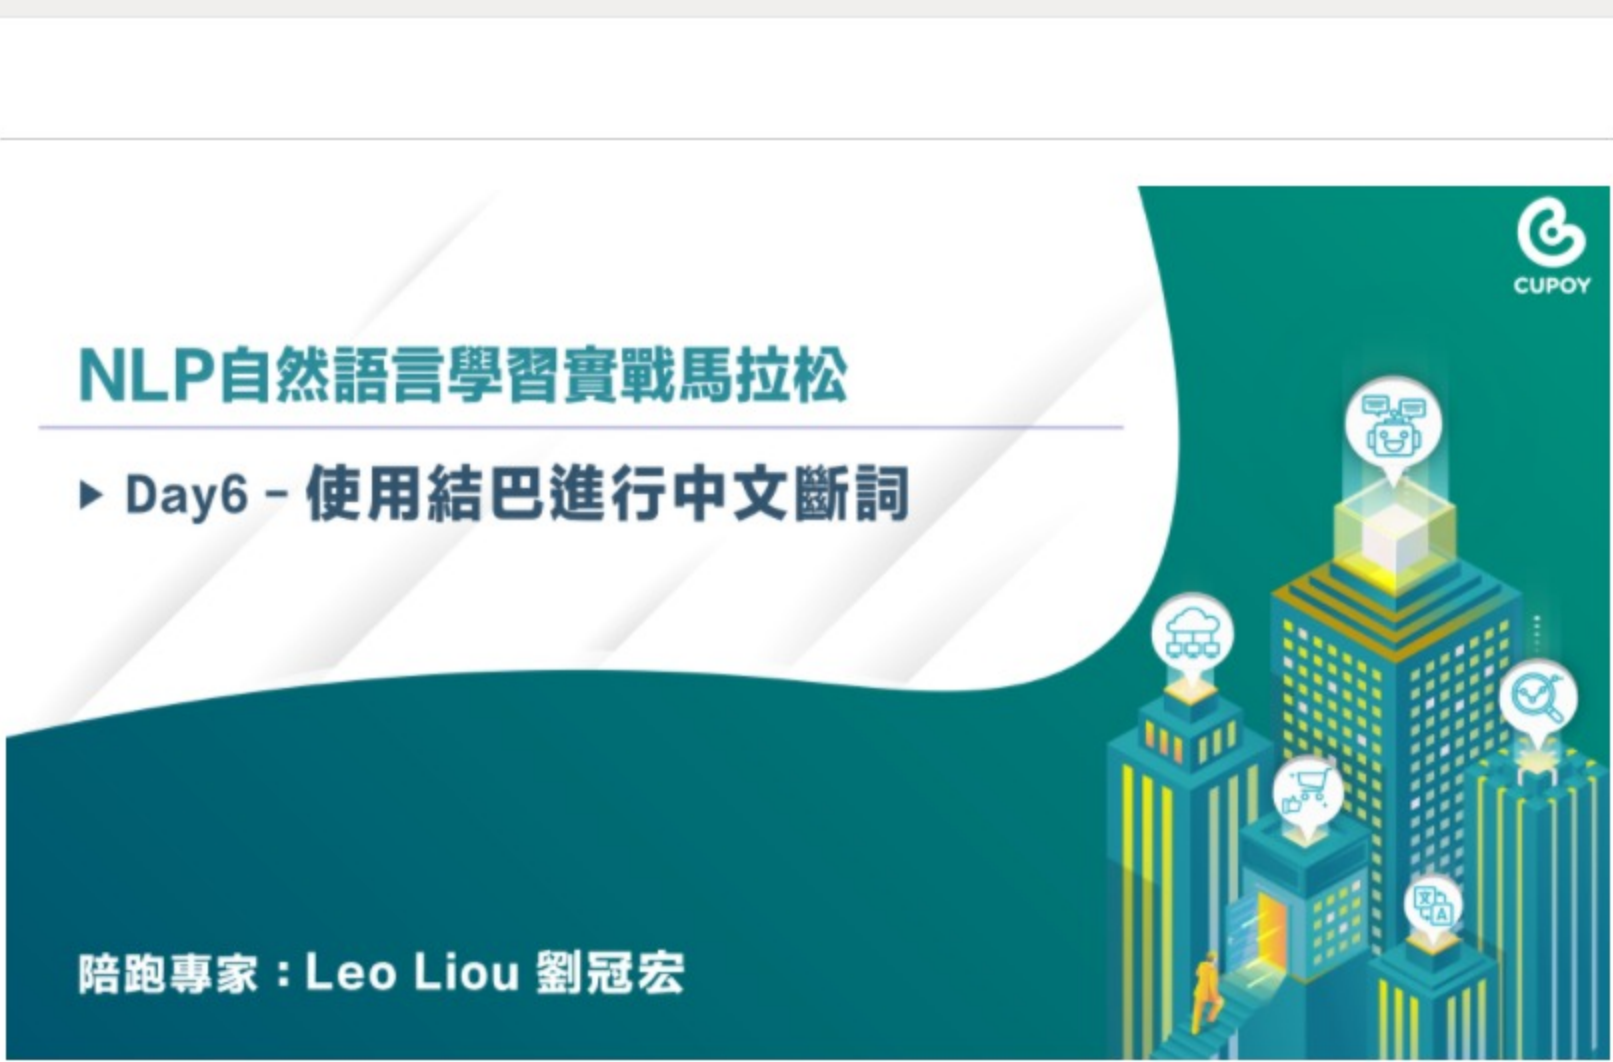 CUPOY
NLP自然語言學習實戰馬拉松
Day6 - 使用結巴進行中文斷詞
陪跑專家：Leo Liou 劉冠宏
文
A